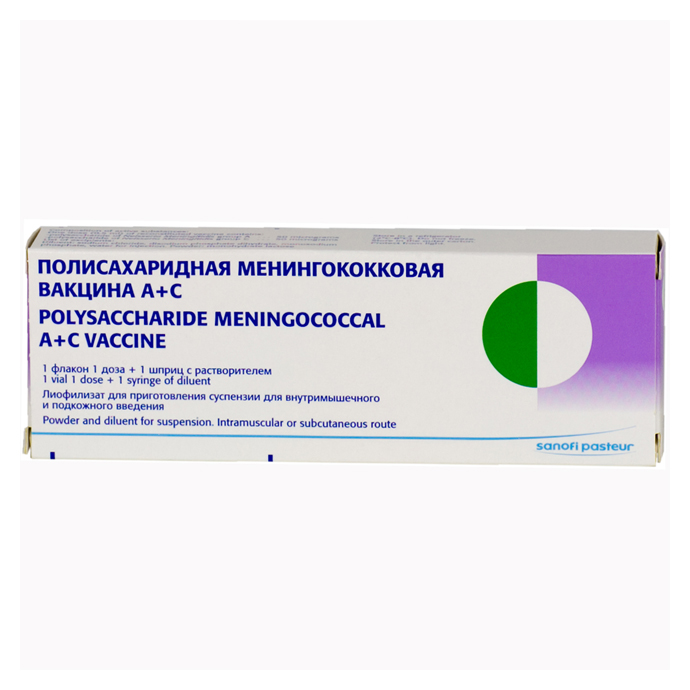 ПОЛИСАХАРИДНАЯ МЕНИНГОКОККОВАЯ
ВАКЦИНА А+С
POLYSACCHARIDE MENINGOCOCCAL
A+C VACCINE
1 флакон 1 доза + 1 шприц с растворителем
1 vial 1 dose + 1 syringe of diluent
Лиофилизат для приготовления суспензии для внутримышечного
и подкожного введения
Powder and diluent for suspension. Intramuscular or subcutaneous route
sanofi pasteur